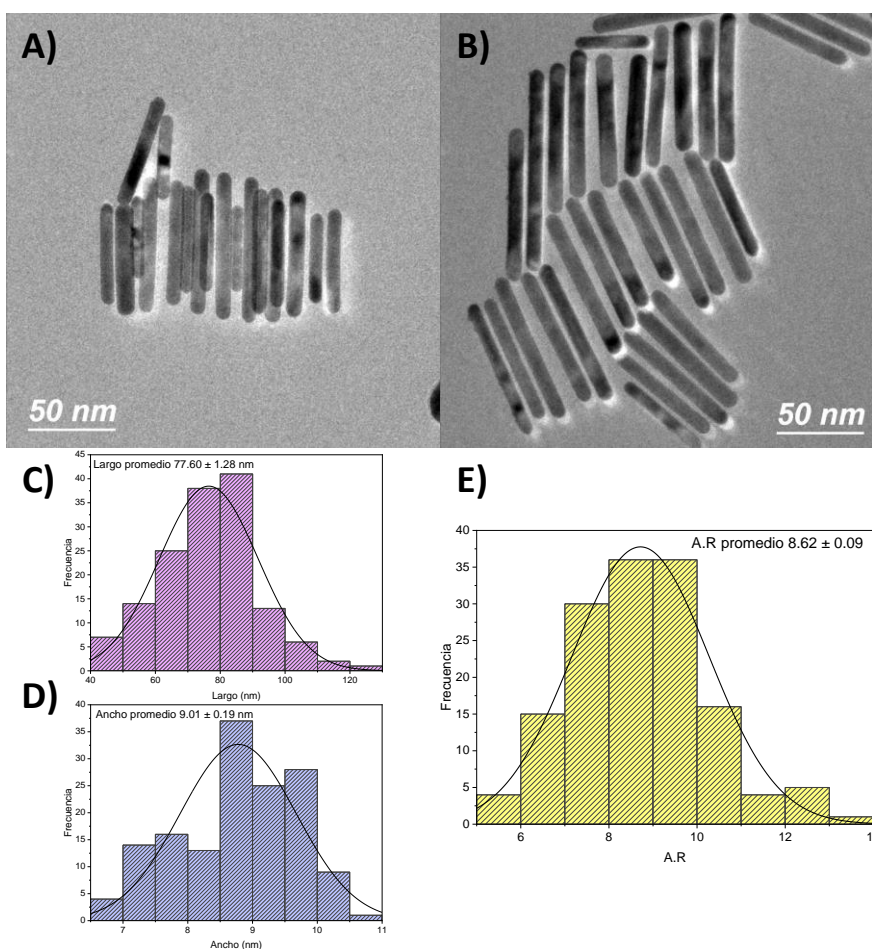 A)
50 nm
B)
50 nm
C)
Largo promedio 77.60 ± 1.28 nm
Frecuencia
45
40
35
30
25
20
15
10
5
0
40 60 80 100 120
Largo (nm)
D)
Ancho promedio 9.01 ± 0.19 nm
Frecuencia
40
35
30
25
20
15
10
5
0
7 8 9 10 11
Ancho (nm)
E)
A.R promedio 8.62 ± 0.09
Frecuencia
40
35
30
25
20
15
10
5
0
6 8 10 12 14
A.R